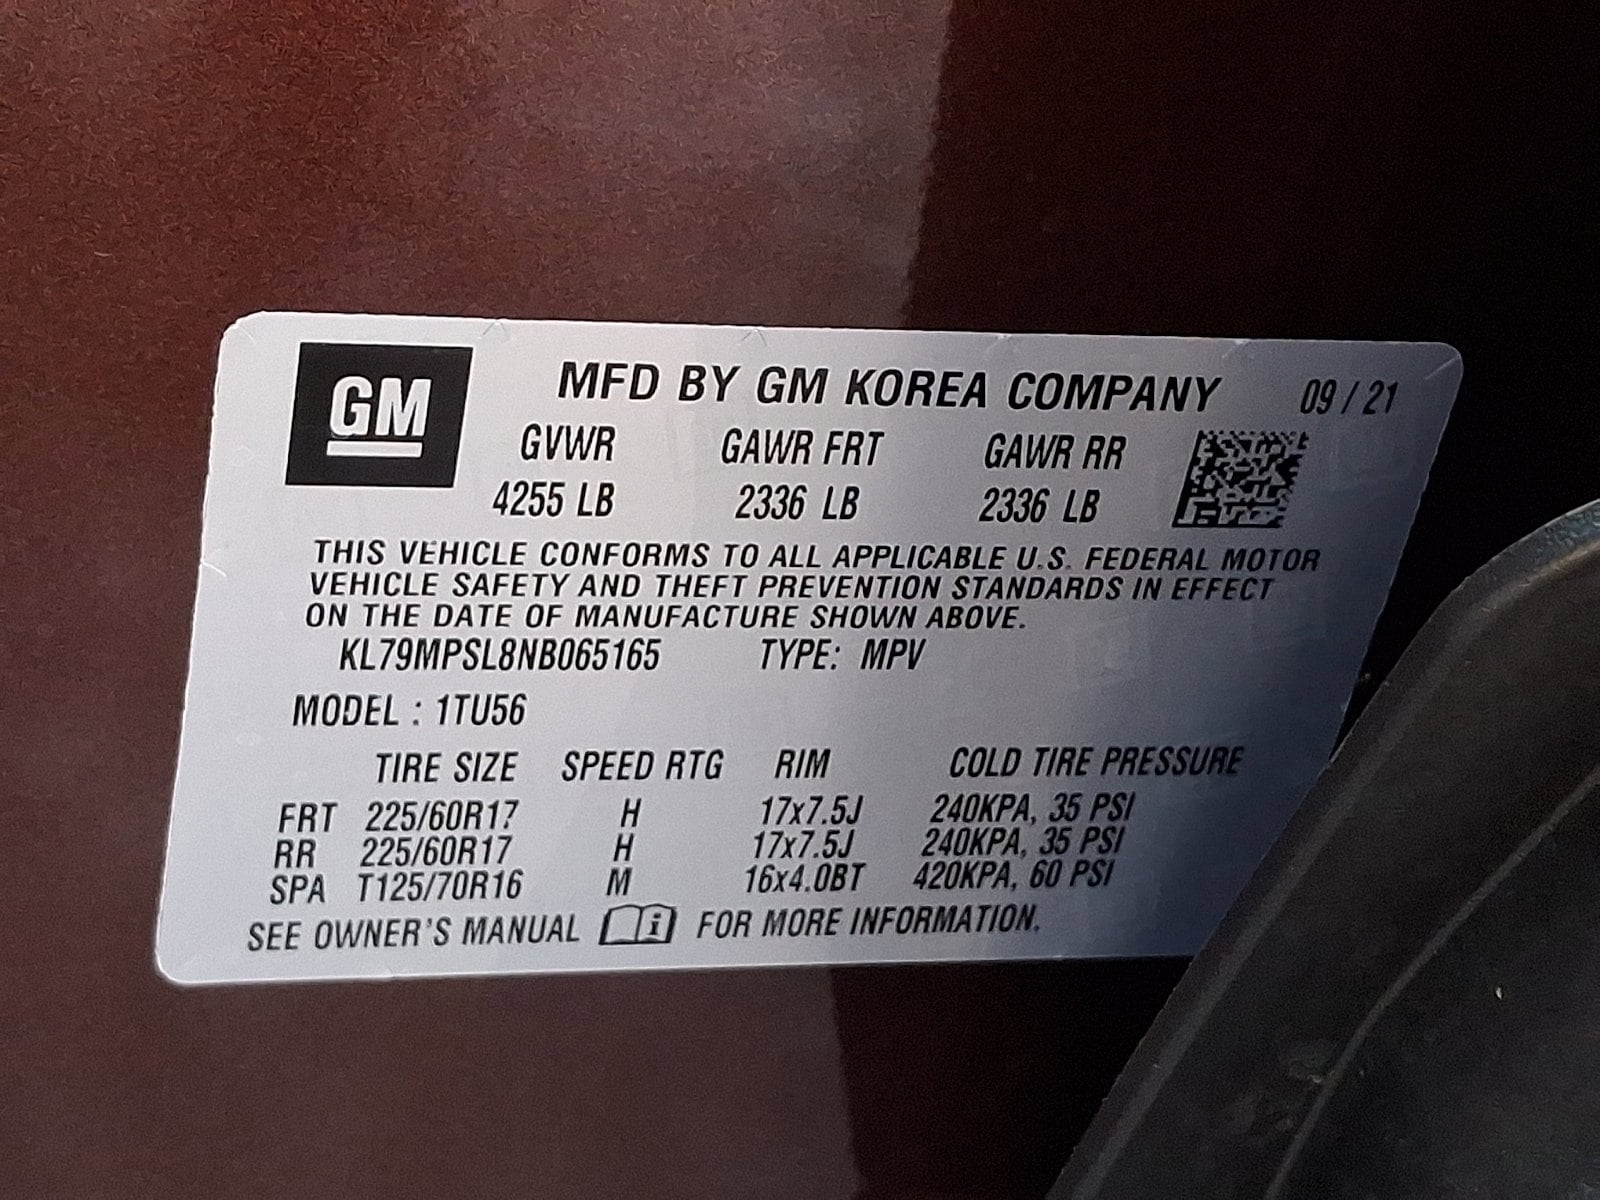 GM
MFD BY GM KOREA COMPANY 09 / 21
GVWR GAWR FRT GAWR RR
4255 LB 2336 LB 2336 LB
THIS VEHICLE CONFORMS TO ALL APPLICABLE U.S. FEDERAL MOTOR
VEHICLE SAFETY AND THEFT PREVENTION STANDARDS IN EFFECT
ON THE DATE OF MANUFACTURE SHOWN ABOVE.
KL79MPSL8NB065165 TYPE: MPV
MODEL : 1TU56
TIRE SIZE SPEED RTG RIM COLD TIRE PRESSURE
FRT 225/60R17 H 17x7.5J 240KPA, 35 PSI
RR 225/60R17 H 17x7.5J 240KPA, 35 PSI
SPA T125/70R16 M 16x4.0BT 420KPA, 60 PSI
SEE OWNER'S MANUAL i FOR MORE INFORMATION.